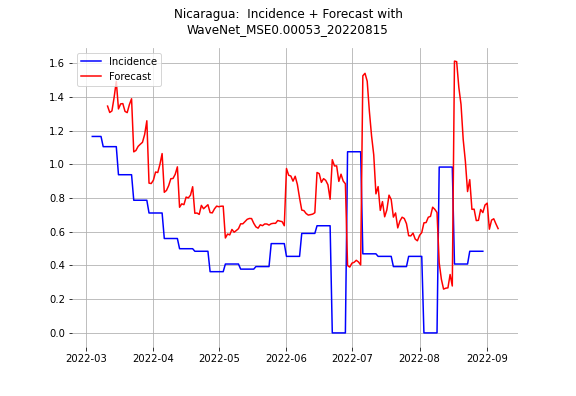 Nicaragua:  Incidence + Forecast with
WaveNet_MSE0.00053_20220815
Incidence
Forecast
1.6
1.4
1.2
1.0
0.8
0.6
0.4
0.2
0.0
2022-03 2022-04 2022-05 2022-06 2022-07 2022-08 2022-09